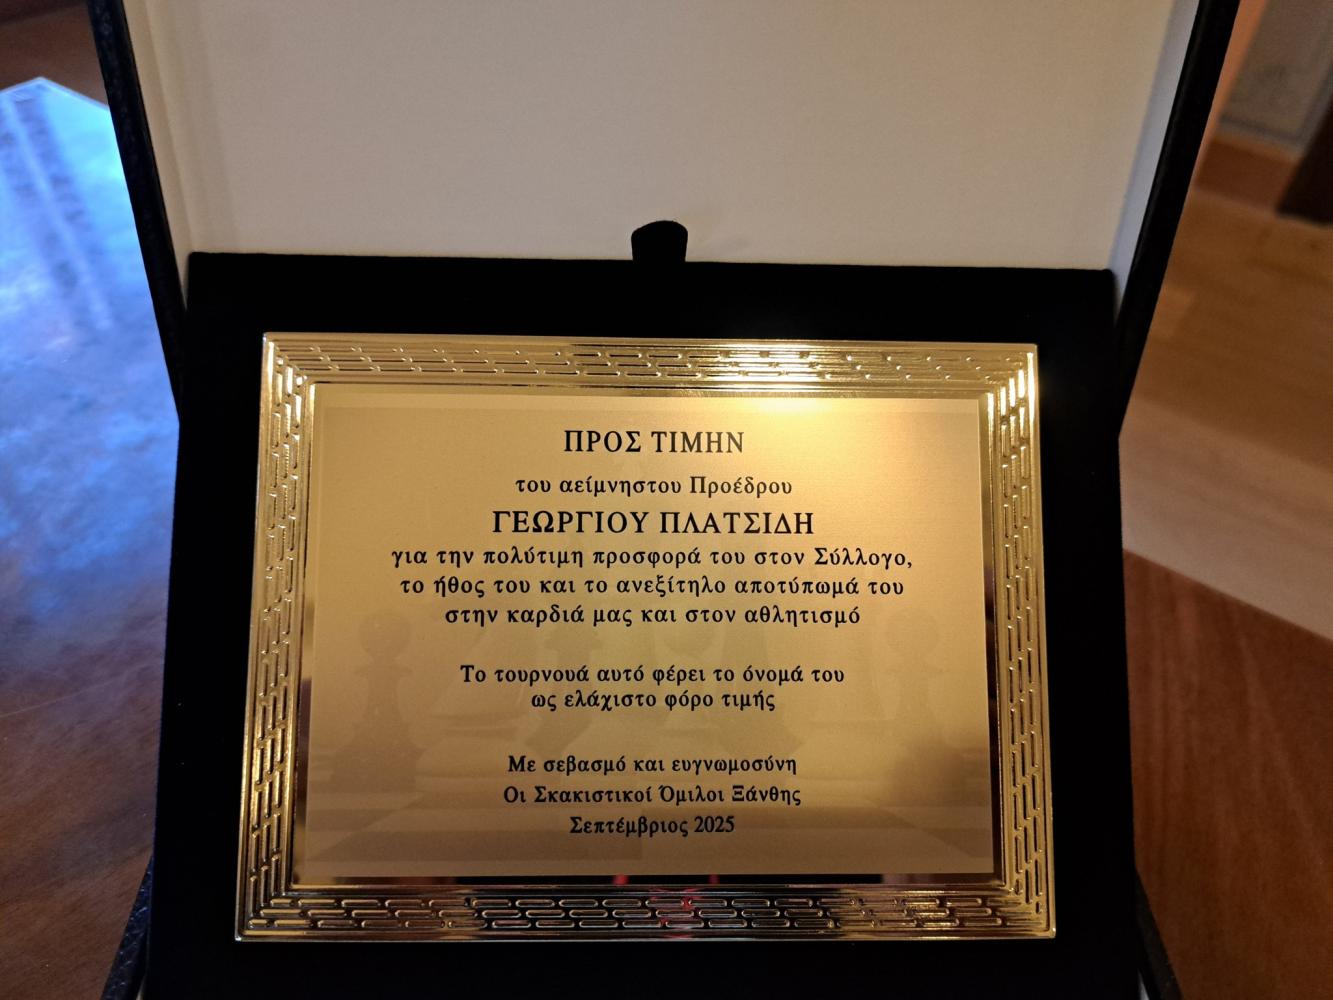 ΠΡΟΣ ΤΙΜΗΝ
του αείμνηστου Προέδρου
ΓΕΩΡΓΙΟΥ ΠΛΑΤΣΙΔΗ
για την πολύτιμη προσφορά του στον Σύλλογο,
το ήθος του και το ανεξίτηλο αποτύπωμά του
στην καρδιά μας και στον αθλητισμό
Το τουρνουά αυτό φέρει το όνομά του
ως ελάχιστο φόρο τιμής
Με σεβασμό και ευγνωμοσύνη
Οι Σκακιστικοί Όμιλοι Ξάνθης
Σεπτέμβριος 2025